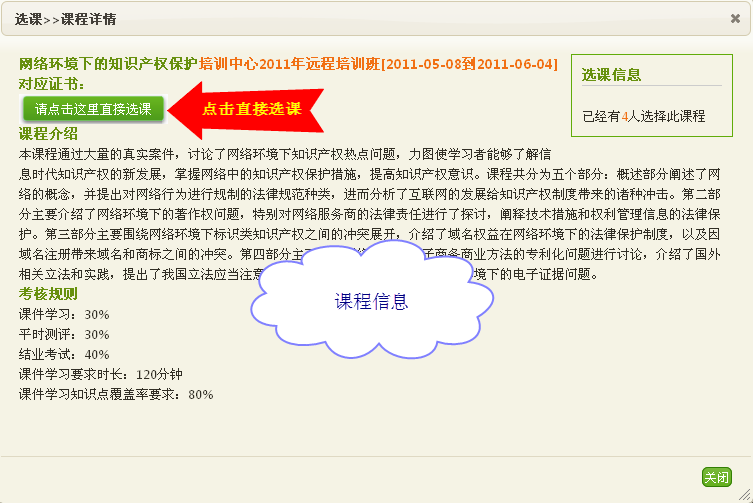 选课>>课程详情
网络环境下的知识产权保护培训中心2011年远程培训班[2011-05-08到2011-06-04]
对应证书：
请点击这里直接选课
点击直接选课
选课信息
已经有4人选择此课程
课程介绍
本课程通过大量的真实案件，讨论了网络环境下知识产权热点问题，力图使学习者能够了解信
息时代知识产权的新发展，掌握网络中的知识产权保护措施，提高知识产权意识。课程共分为五个部分：概述部分阐述了网
络的概念，并提出对网络行为进行规制的法律规范种类，进而分析了互联网的发展给知识产权制度带来的诸种冲击。第二部
分主要介绍了网络环境下的著作权问题，特别对网络服务商的法律责任进行了探讨，阐释技术措施和权利管理信息的法律保
护。第三部分主要围绕网络环境下标识类知识产权之间的冲突展开，介绍了域名权益在网络环境下的法律保护制度，以及因
域名注册带来域名和商标之间的冲突。第四部分主 子商务商业方法的专利化问题进行讨论，介绍了国外
相关立法和实践，提出了我国立法应当注意 境下的电子证据问题。
课程信息
考核规则
课件学习：30%
平时测评：30%
结业考试：40%
课件学习要求时长：120分钟
课件学习知识点覆盖率要求：80%
关闭